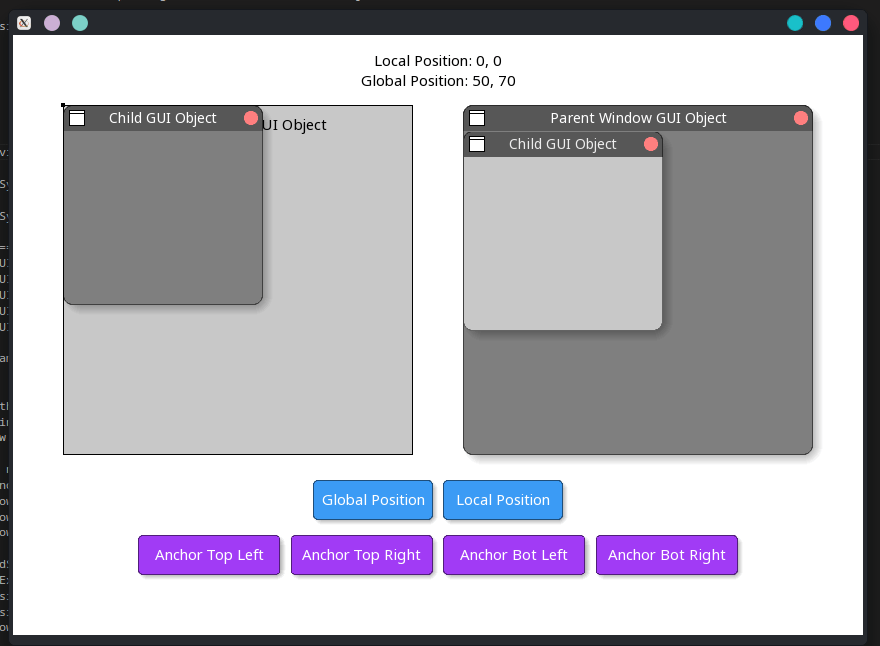 Local Position: 0, 0
Global Position: 50, 70
Child GUI Object
UI Object
Parent Window GUI Object
Child GUI Object
Global Position
Local Position
Anchor Top Left
Anchor Top Right
Anchor Bot Left
Anchor Bot Right